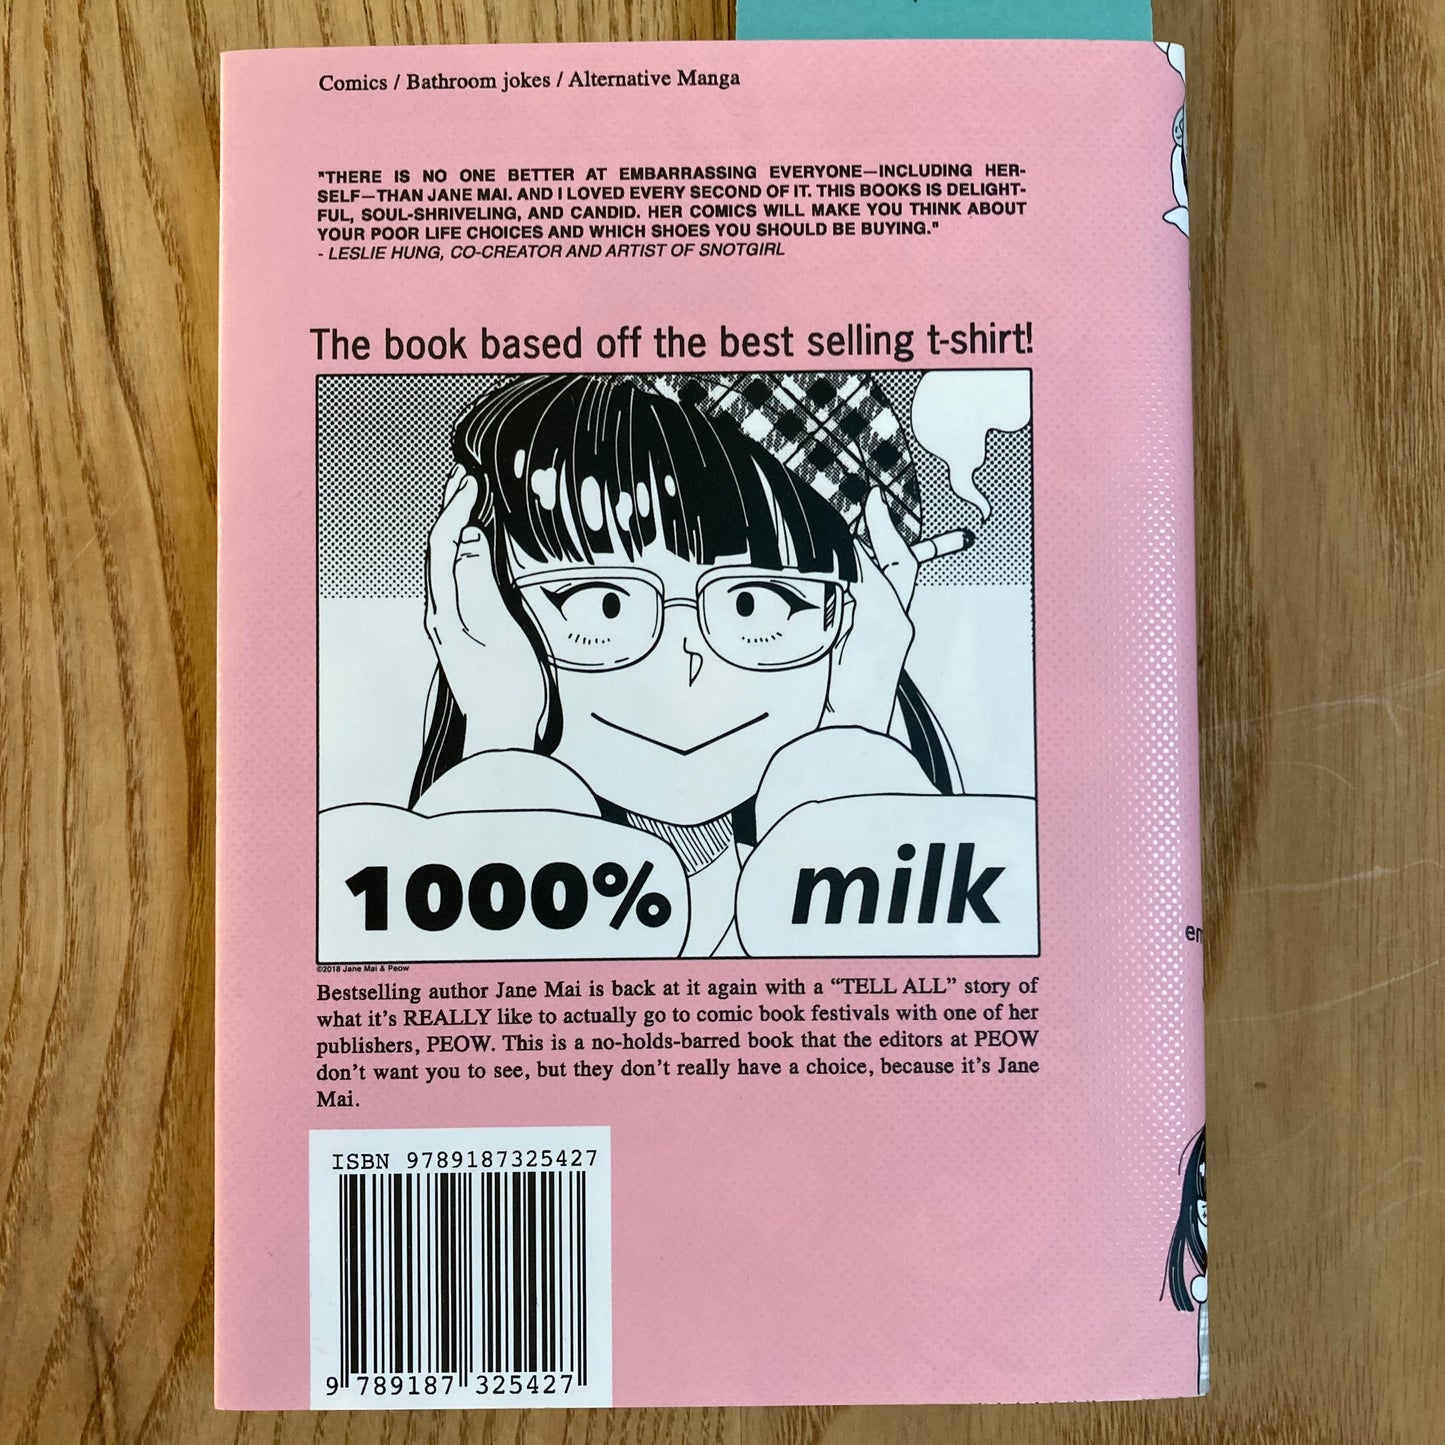 Comics / Bathroom jokes / Alternative Manga
"THERE IS NO ONE BETTER AT EMBARRASSING EVERYONE—INCLUDING HER-
SELF—THAN JANE MAI. AND I LOVED EVERY SECOND OF IT. THIS BOOKS IS DELIGHT-
FUL, SOUL-SHRIVELING, AND CANDID. HER COMICS WILL MAKE YOU THINK ABOUT
YOUR POOR LIFE CHOICES AND WHICH SHOES YOU SHOULD BE BUYING."
- LESLIE HUNG, CO-CREATOR AND ARTIST OF SNOTGIRL
The book based off the best selling t-shirt!
1000% milk
©2018 Jane Mai & Peow
Bestselling author Jane Mai is back at it again with a “TELL ALL” story of
what it’s REALLY like to actually go to comic book festivals with one of her
publishers, PEOW. This is a no-holds-barred book that the editors at PEOW
don’t want you to see, but they don’t really have a choice, because it’s Jane
Mai.
ISBN 9789187325427
9 789187 325427